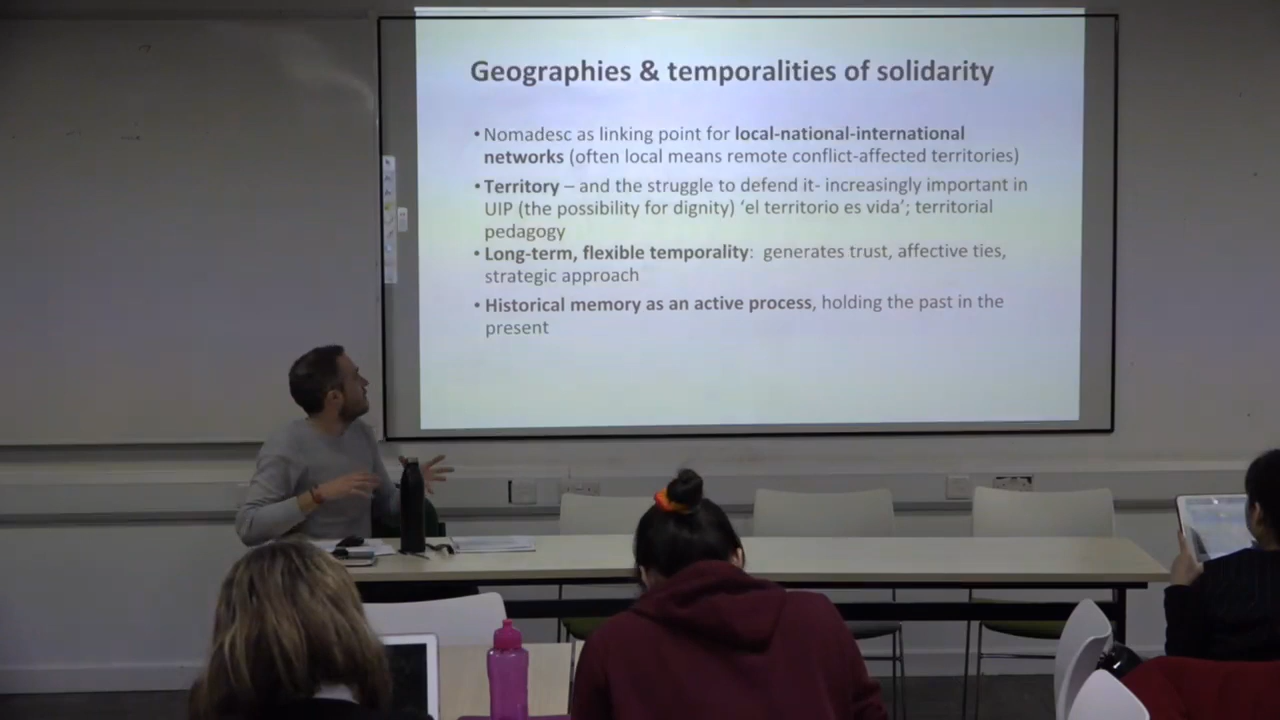 Geographies & temporalities of solidarity
• Nomadesc as linking point for local-national-international
networks (often local means remote conflict-affected territories)
• Territory – and the struggle to defend it- increasingly important in
UIP (the possibility for dignity) ‘el territorio es vida’; territorial
pedagogy
• Long-term, flexible temporality:  generates trust, affective ties,
strategic approach
• Historical memory as an active process, holding the past in the
present